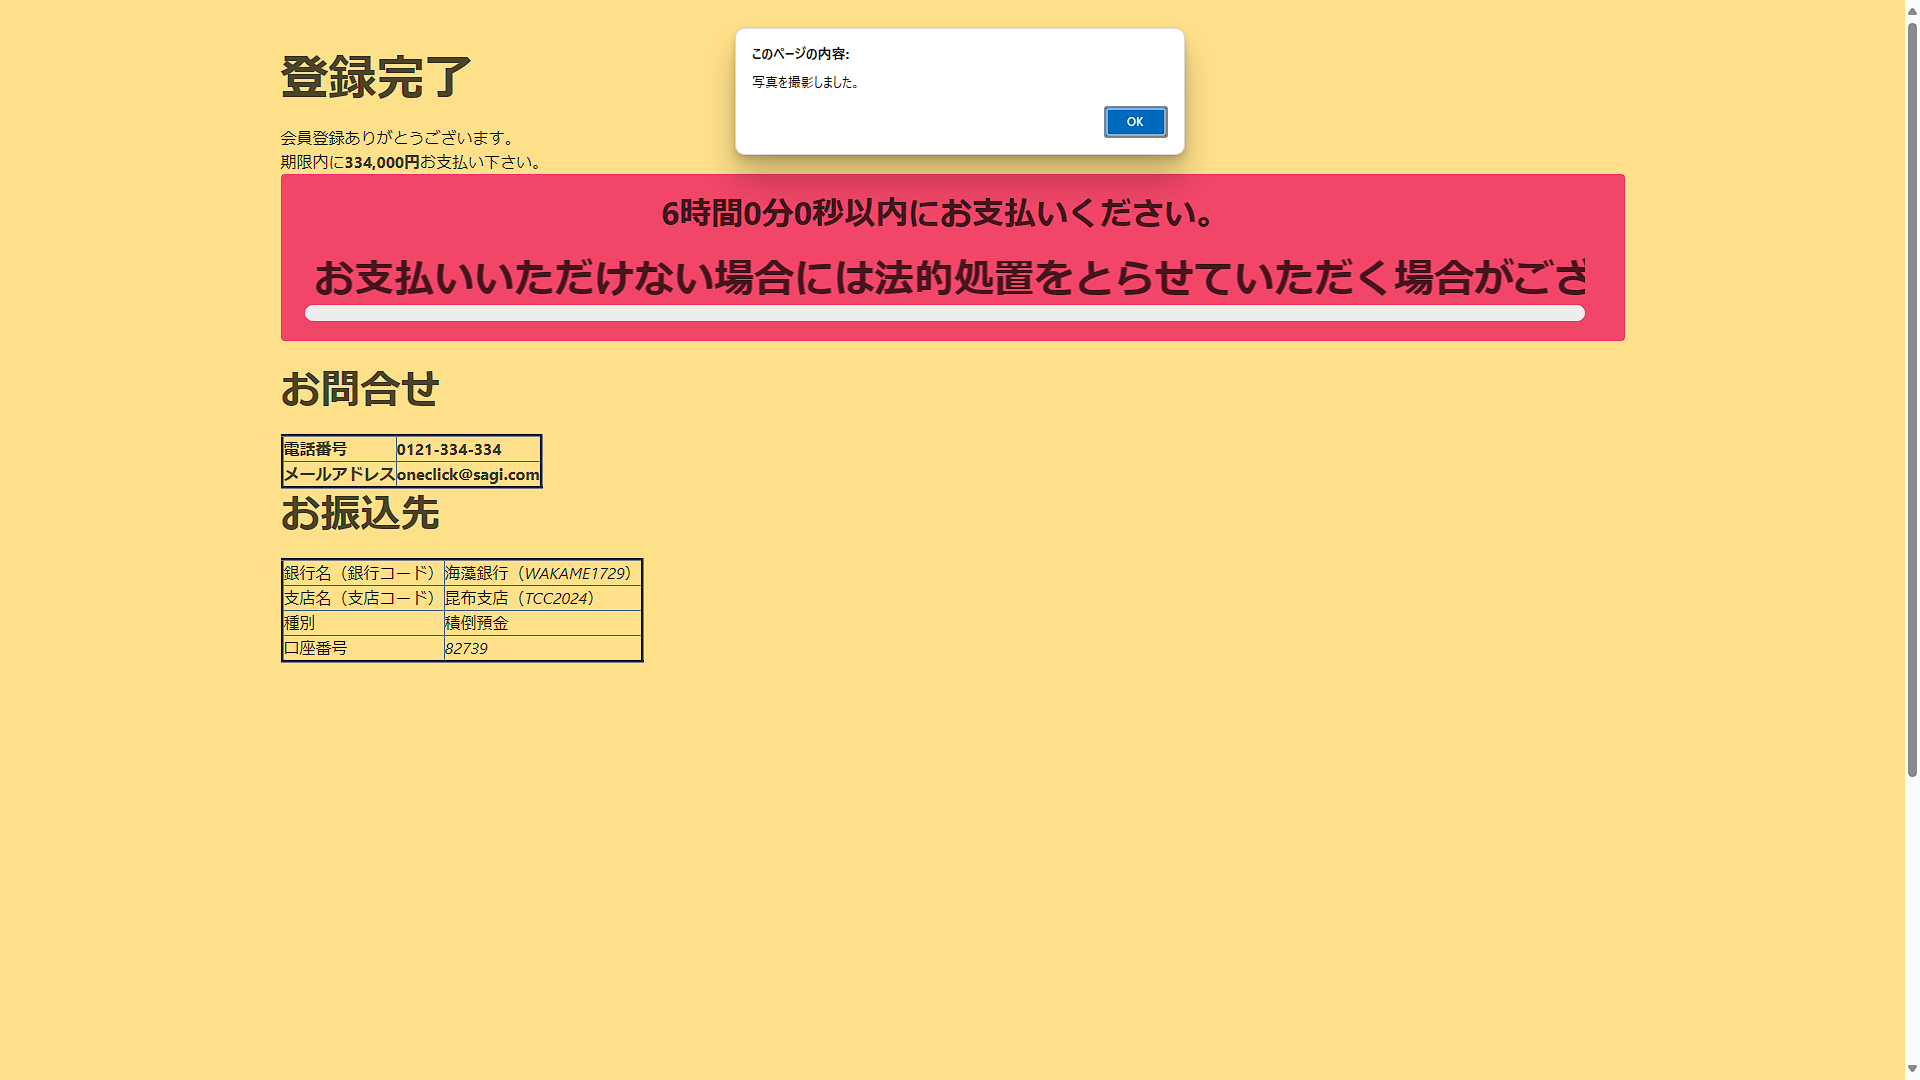 このページの内容:
写真を撮影しました。
OK
登録完了
会員登録ありがとうございます。
期限内に334,000円お支払い下さい。
6時間0分0秒以内にお支払いください。
お支払いいただけない場合には法的処置をとらせていただく場合がござ
お問合せ
電話番号 0121-334-334
メールアドレス oneclick@sagi.com
お振込先
銀行名（銀行コード） 海藻銀行（WAKAME1729）
支店名（支店コード） 昆布支店（TCC2024）
種別 積倒預金
口座番号 82739